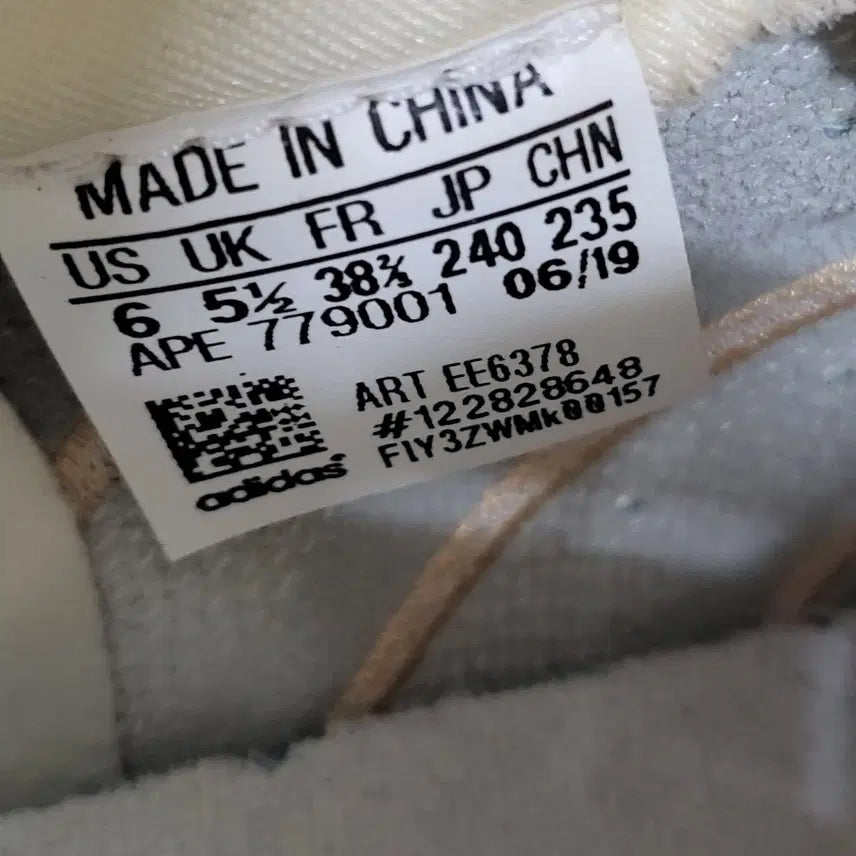 MADE IN CHINA
US UK FR JP CHN
6 5½ 38⅔ 240 235
APE 779001 06/19
ART EE6378
#122828648
FIY3ZWMk00157
adidas